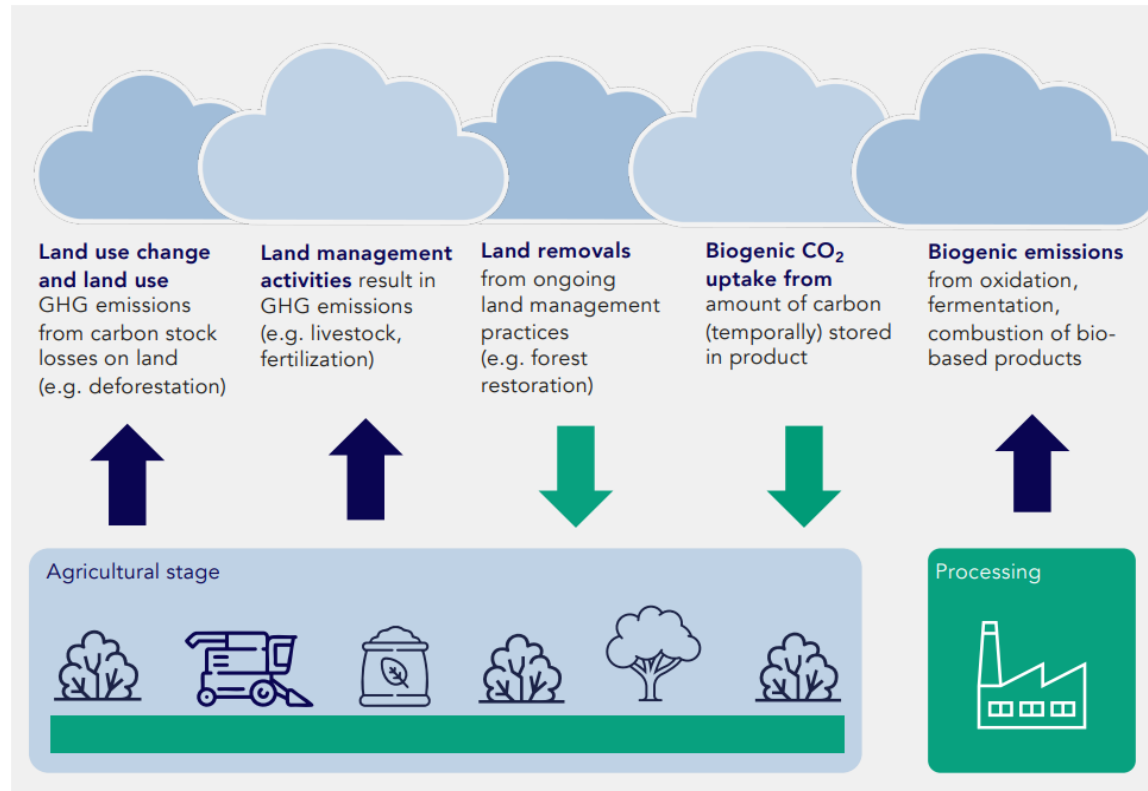 Land use change
and land use
GHG emissions
from carbon stock
losses on land
(e.g. deforestation)
Land management
activities result in
GHG emissions
(e.g. livestock,
fertilization)
Land removals
from ongoing
land management
practices
(e.g. forest
restoration)
Biogenic CO₂
uptake from
amount of carbon
(temporally) stored
in product
Biogenic emissions
from oxidation,
fermentation,
combustion of bio-
based products
Agricultural stage
Processing